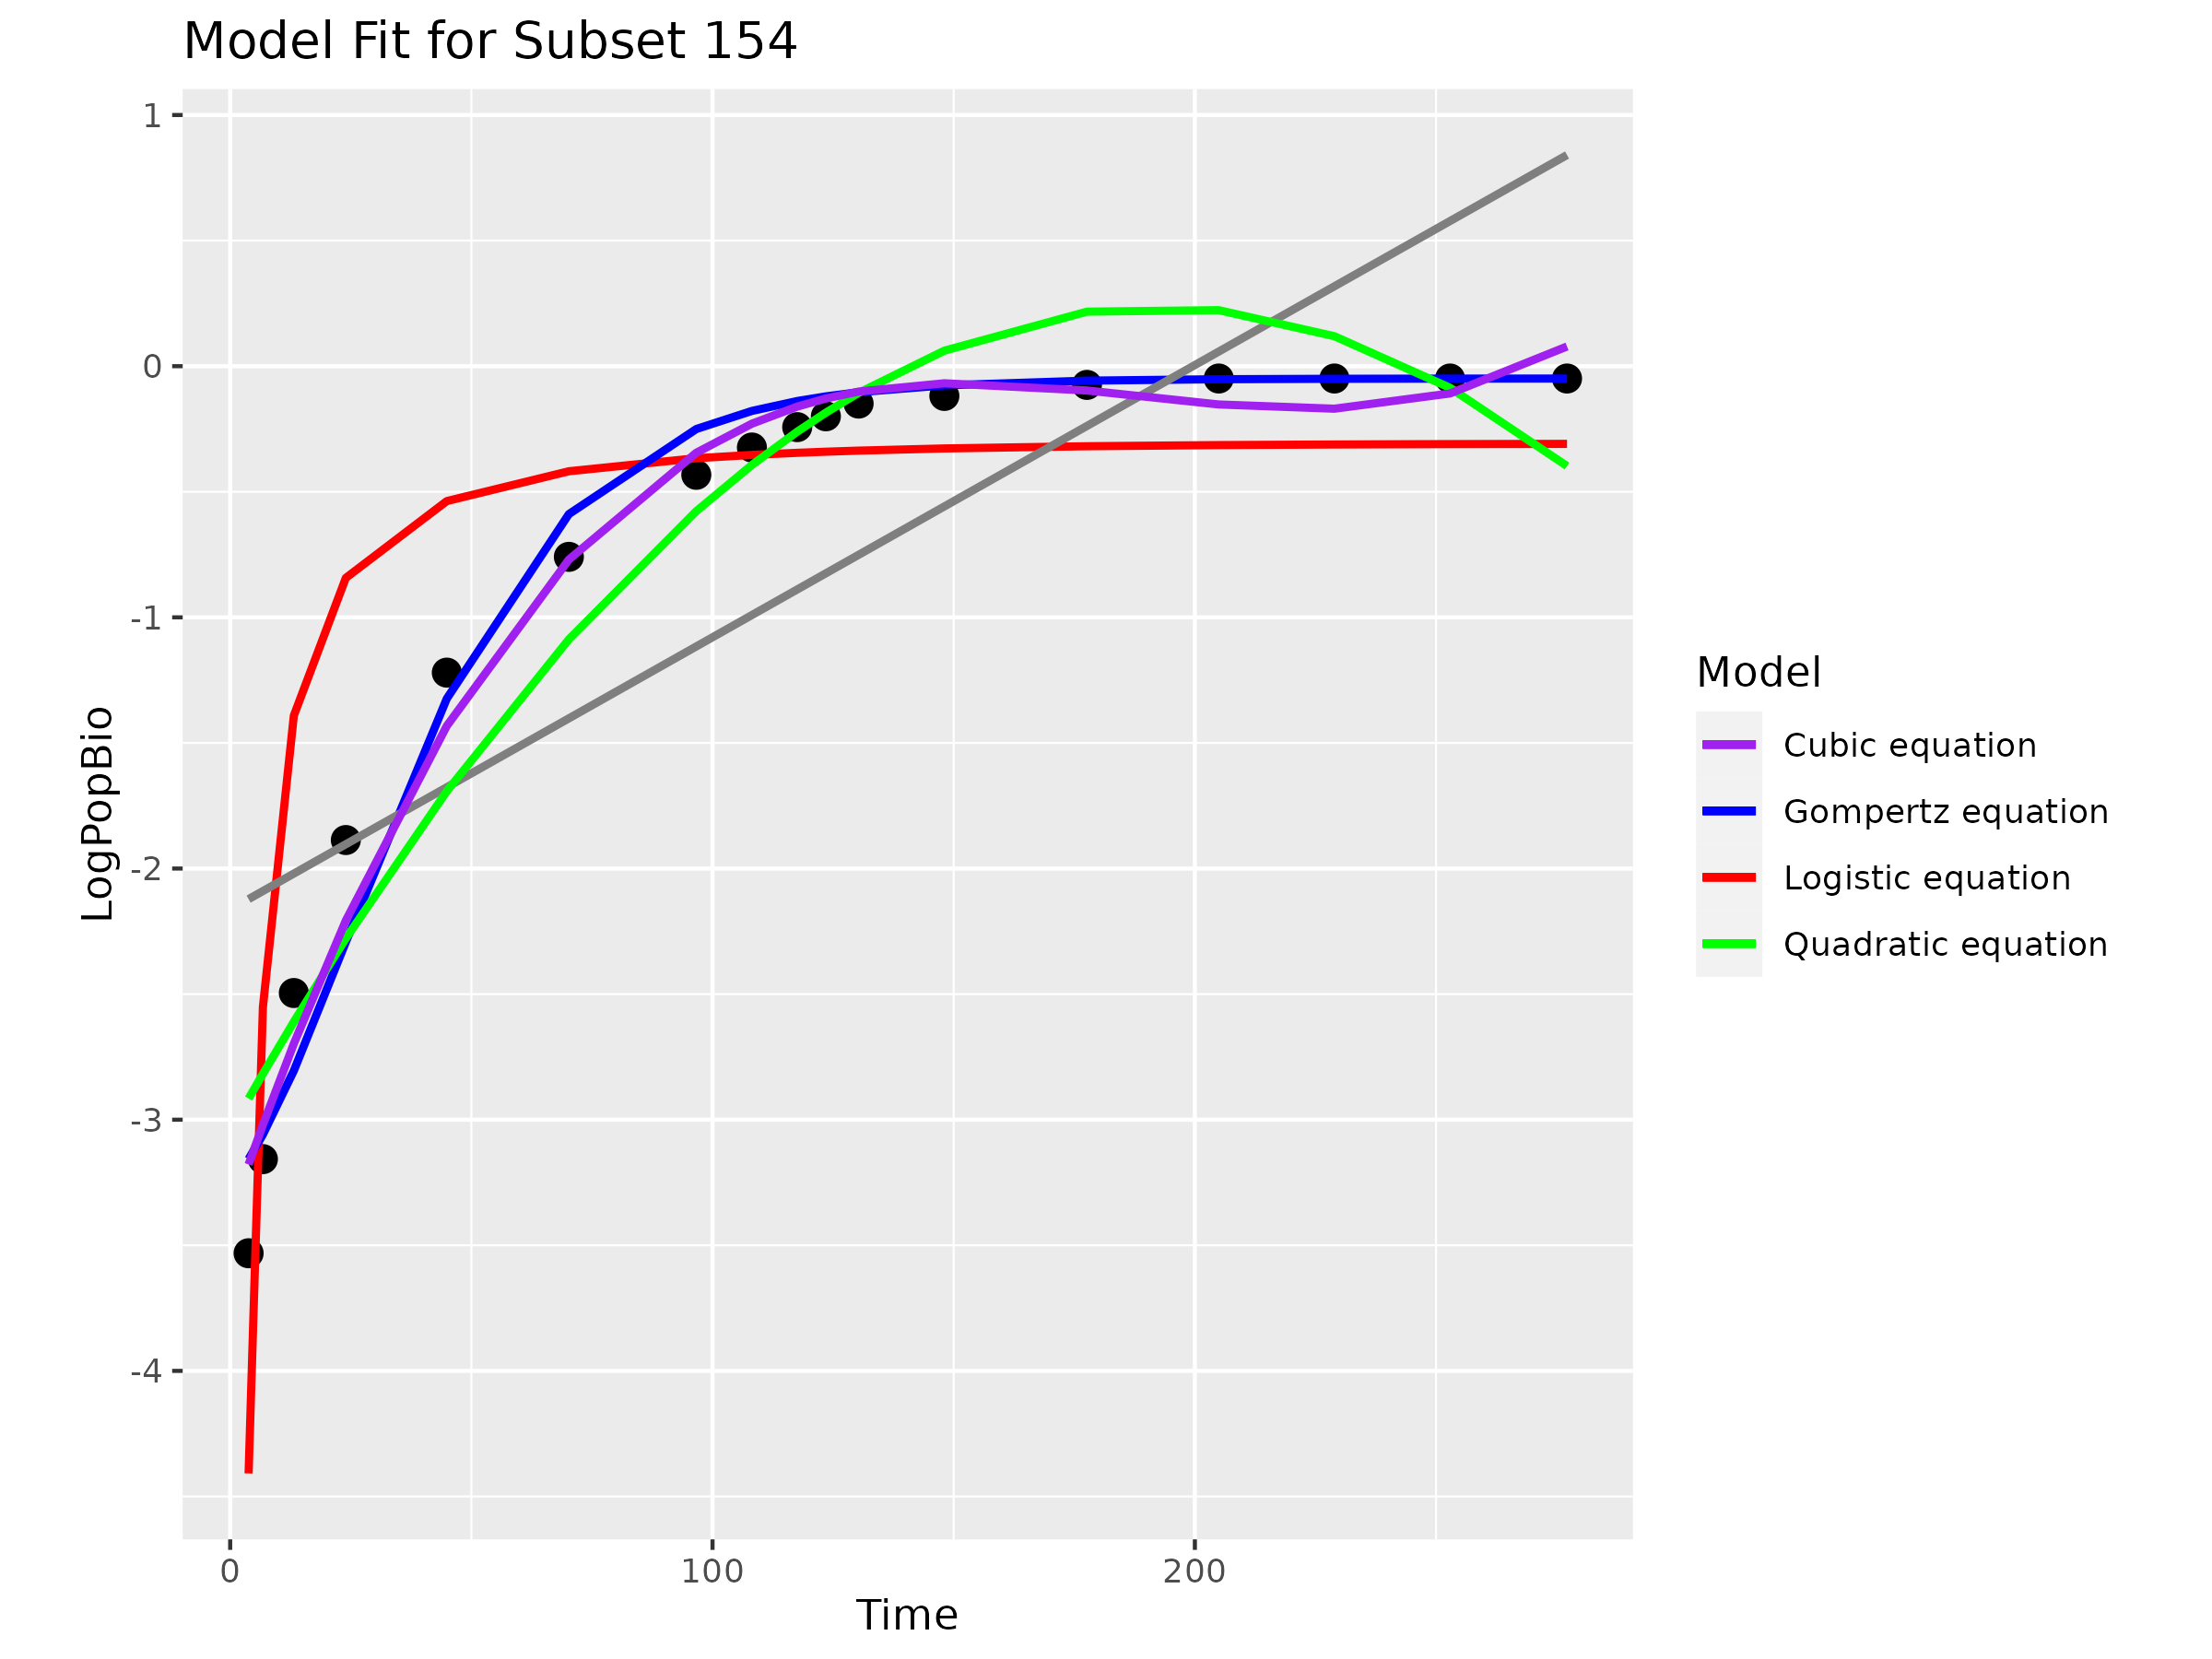 Model Fit for Subset 154
1
0
-1
-2
-3
-4
LogPopBio
0 100 200
Time
Model
Cubic equation
Gompertz equation
Logistic equation
Quadratic equation